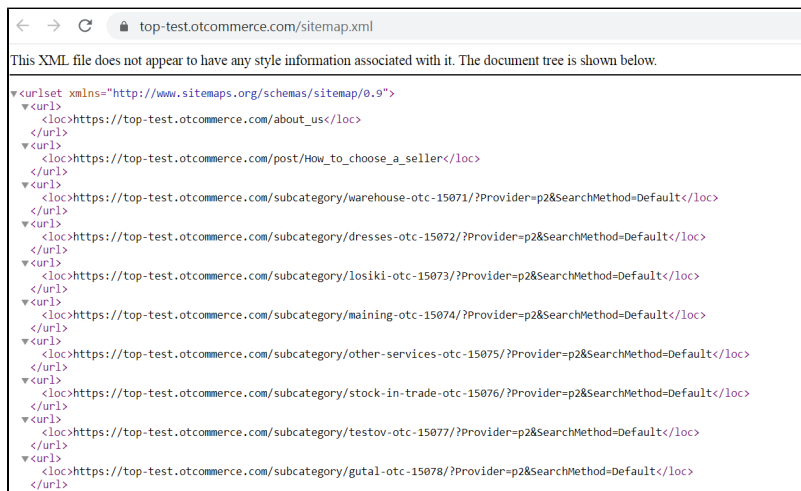 top-test.otcommerce.com/sitemap.xml
This XML file does not appear to have any style information associated with it. The document tree is shown below.
▼<urlset xmlns="http://www.sitemaps.org/schemas/sitemap/0.9">
▼<url>
<loc>https://top-test.otcommerce.com/about_us</loc>
</url>
▼<url>
<loc>https://top-test.otcommerce.com/post/How_to_choose_a_seller</loc>
</url>
▼<url>
<loc>https://top-test.otcommerce.com/subcategory/warehouse-otc-15071/?Provider=p2&SearchMethod=Default</loc>
</url>
▼<url>
<loc>https://top-test.otcommerce.com/subcategory/dresses-otc-15072/?Provider=p2&SearchMethod=Default</loc>
</url>
▼<url>
<loc>https://top-test.otcommerce.com/subcategory/losiki-otc-15073/?Provider=p2&SearchMethod=Default</loc>
</url>
▼<url>
<loc>https://top-test.otcommerce.com/subcategory/maining-otc-15074/?Provider=p2&SearchMethod=Default</loc>
</url>
▼<url>
<loc>https://top-test.otcommerce.com/subcategory/other-services-otc-15075/?Provider=p2&SearchMethod=Default</loc>
</url>
▼<url>
<loc>https://top-test.otcommerce.com/subcategory/stock-in-trade-otc-15076/?Provider=p2&SearchMethod=Default</loc>
</url>
▼<url>
<loc>https://top-test.otcommerce.com/subcategory/testov-otc-15077/?Provider=p2&SearchMethod=Default</loc>
</url>
▼<url>
<loc>https://top-test.otcommerce.com/subcategory/gutal-otc-15078/?Provider=p2&SearchMethod=Default</loc>
</url>